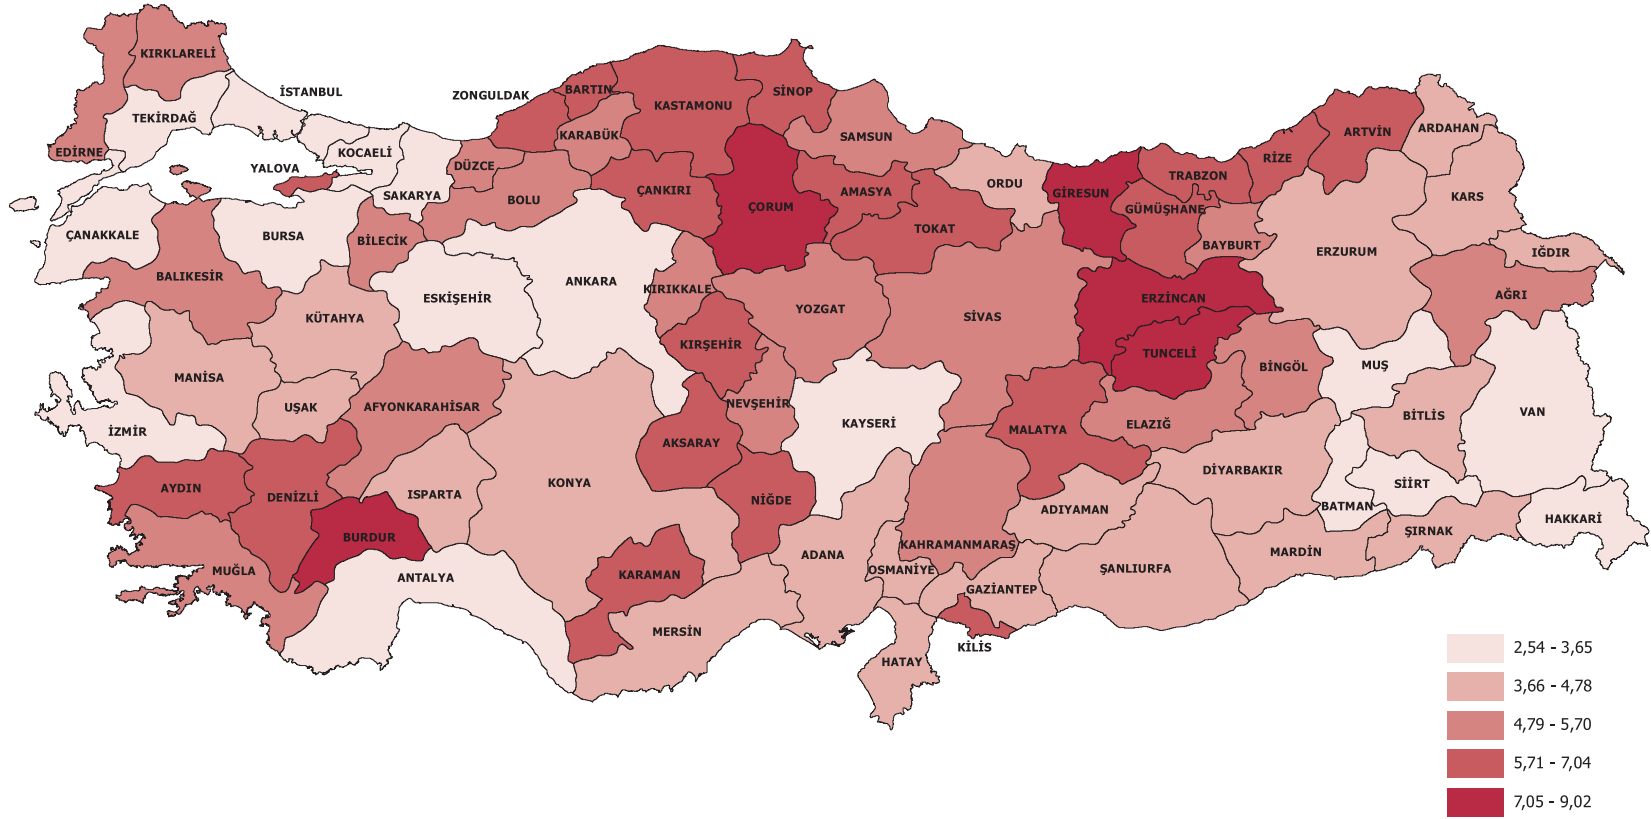 KIRKLARELİ
İSTANBUL
ZONGULDAK
BARTIN
KASTAMONU
SİNOP
TEKİRDAĞ
KARABÜK
SAMSUN
ARTVİN
ARDAHAN
EDİRNE
KOCAELİ
YALOVA
DÜZCE
RİZE
TRABZON
SAKARYA
BOLU
ÇANKIRI
AMASYA
ORDU
GİRESUN
KARS
ÇORUM
GÜMÜŞHANE
ÇANAKKALE
BURSA
BİLECİK
TOKAT
BAYBURT
ERZURUM
IĞDIR
BALIKESİR
ANKARA
KIRIKKALE
ESKİŞEHİR
YOZGAT
SİVAS
ERZİNCAN
AĞRI
KÜTAHYA
KIRŞEHİR
TUNCELİ
MANİSA
BİNGÖL
MUŞ
UŞAK
AFYONKARAHİSAR
NEVŞEHİR
KAYSERİ
ELAZIĞ
BİTLİS
VAN
İZMİR
AKSARAY
MALATYA
AYDIN
DENİZLİ
ISPARTA
KONYA
NİĞDE
DİYARBAKIR
SİİRT
BATMAN
BURDUR
ADIYAMAN
HAKKARİ
ŞIRNAK
KAHRAMANMARAŞ
MARDİN
ADANA
MUĞLA
ANTALYA
KARAMAN
OSMANİYE
ŞANLIURFA
GAZİANTEP
MERSİN
KİLİS
HATAY
2,54 - 3,65
3,66 - 4,78
4,79 - 5,70
5,71 - 7,04
7,05 - 9,02